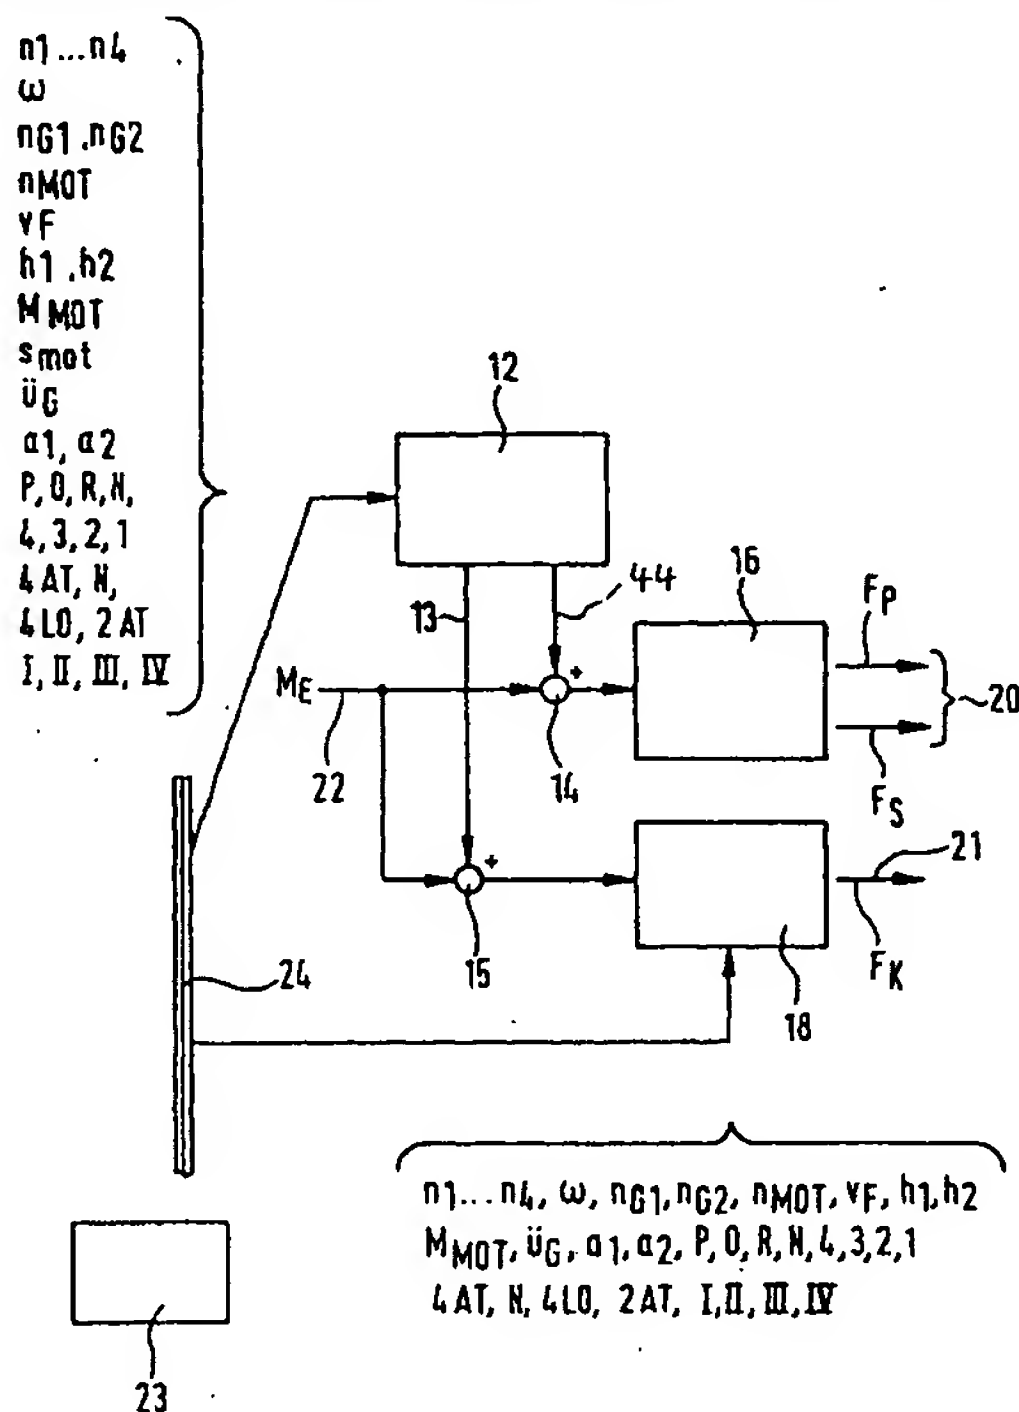 n1...n4
ω
nG1.nG2
nMOT
vF
h1.h2
MMOT
smot
üG
a1, a2
P, O, R, N,
4, 3, 2, 1
4 AT, N,
4 LO, 2 AT
I, II, III, IV
12
16
44
13
FP
ME
+
20
22
14
FS
+
21
24
15
FK
18
n1...n4, ω, nG1, nG2, nMOT, vF, h1, h2
MMOT, üG, a1, a2, P, O, R, N, 4, 3, 2, 1
4 AT, N, 4 LO, 2 AT, I, II, III, IV
23